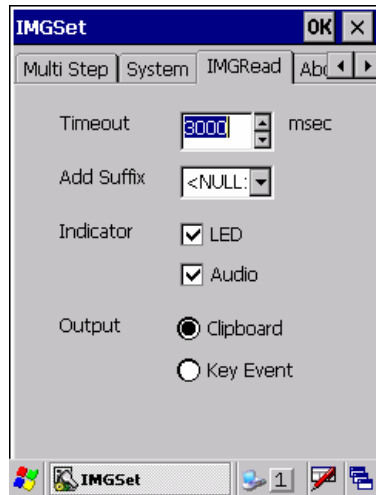 IMGSet OK ×
Multi Step System IMGRead Abo
Timeout 3000 msec
Add Suffix <NULL:
Indicator LED
Audio
Output Clipboard
Key Event
IMGSet 1